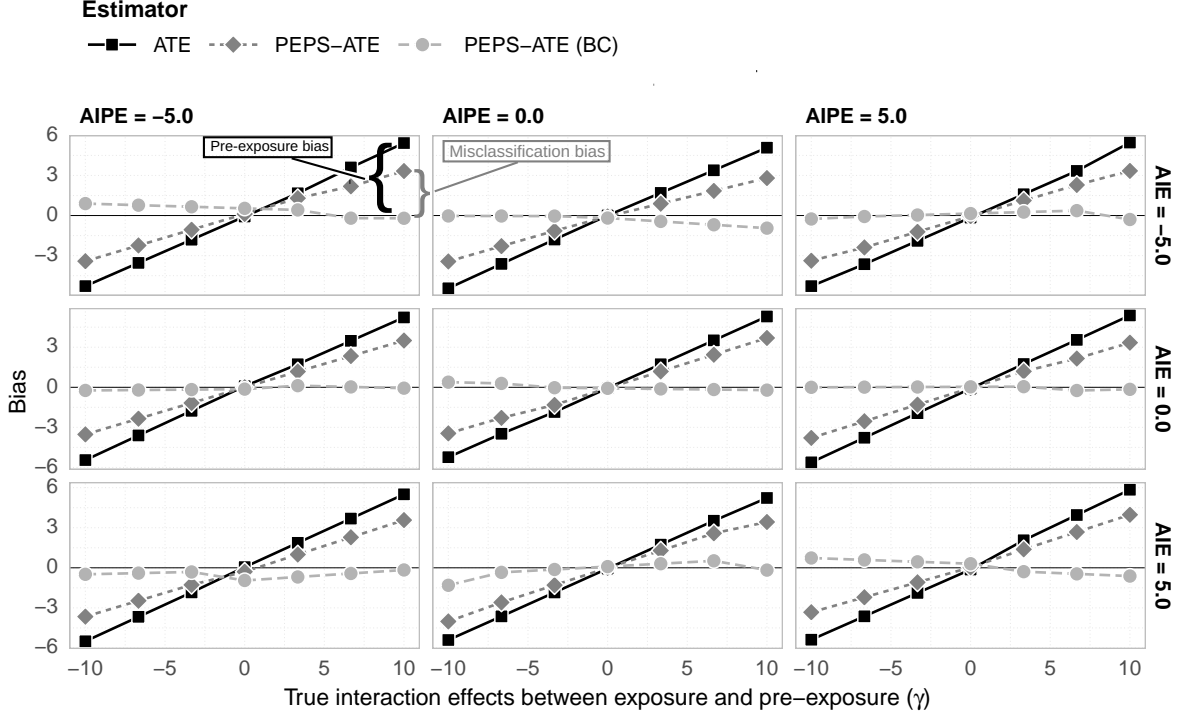 Estimator
ATE PEPS−ATE PEPS−ATE (BC)
AIPE = −5.0 AIPE = 0.0 AIPE = 5.0
6
3
0
−3
Pre-exposure bias
Misclassification bias
AIE = −5.0
3
0
−3
−6
AIE = 0.0
6
3
0
−3
−6
AIE = 5.0
Bias
−10 −5 0 5 10 −10 −5 0 5 10 −10 −5 0 5 10
True interaction effects between exposure and pre−exposure (γ)